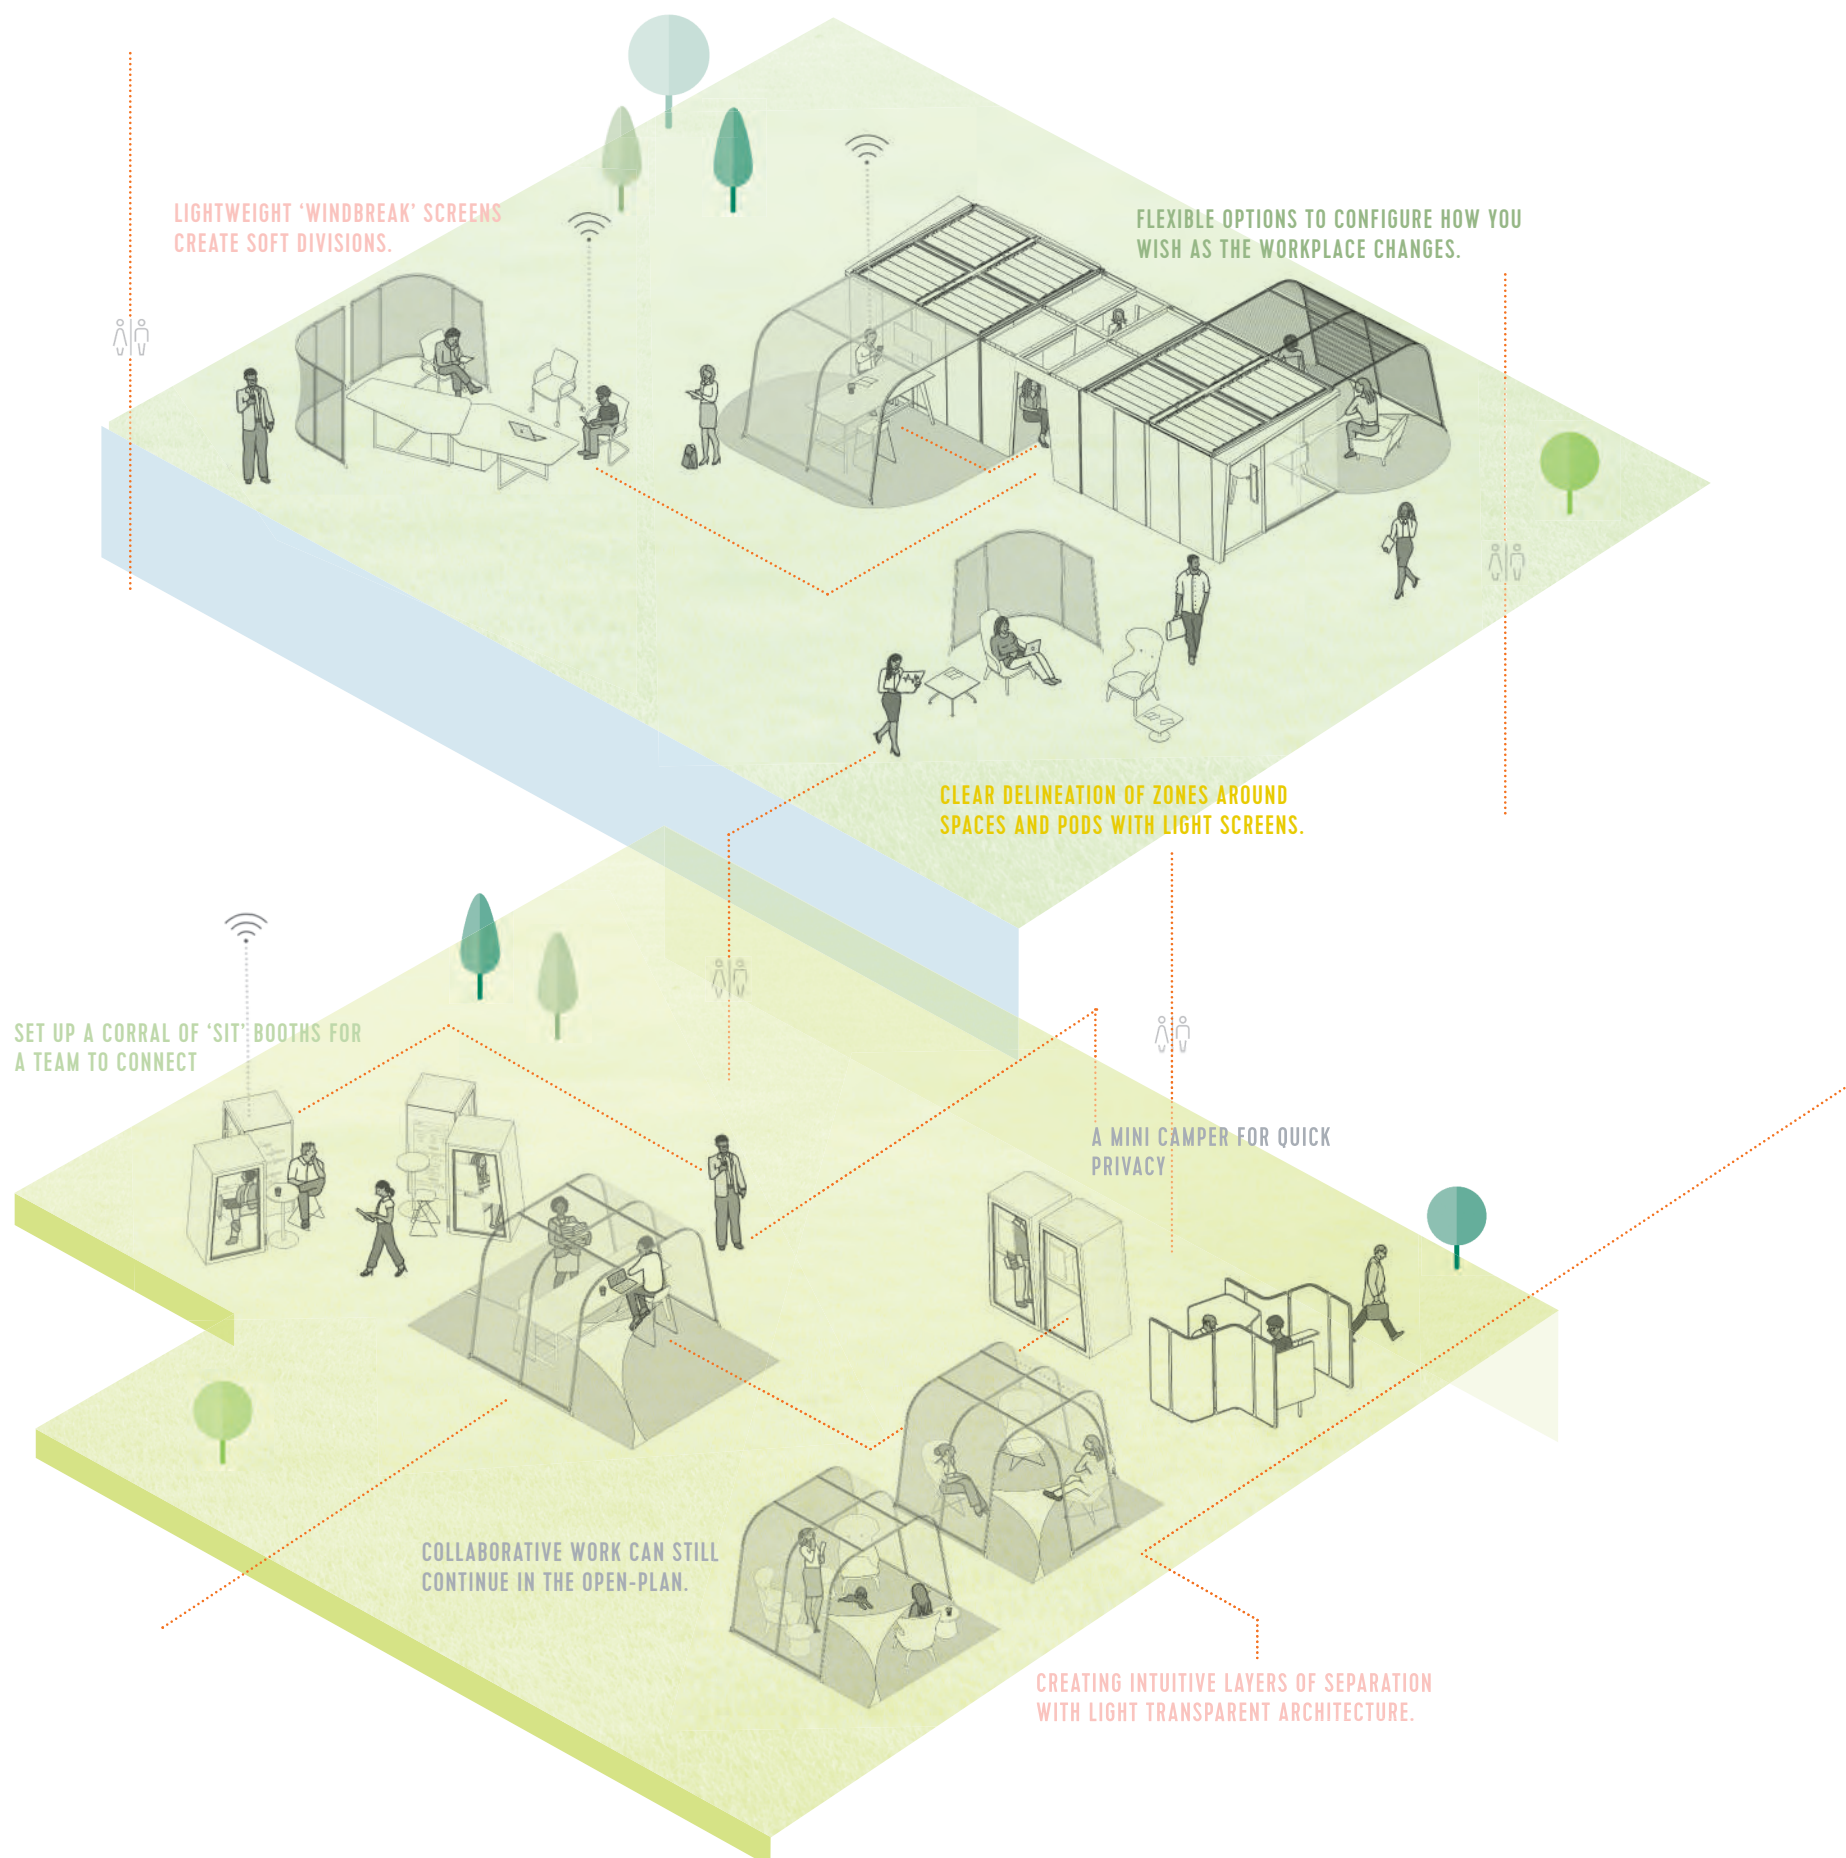 LIGHTWEIGHT ‘WINDBREAK’ SCREENS
CREATE SOFT DIVISIONS.
FLEXIBLE OPTIONS TO CONFIGURE HOW YOU
WISH AS THE WORKPLACE CHANGES.
CLEAR DELINEATION OF ZONES AROUND
SPACES AND PODS WITH LIGHT SCREENS.
SET UP A CORRAL OF ‘SIT’ BOOTHS FOR
A TEAM TO CONNECT
A MINI CAMPER FOR QUICK
PRIVACY
COLLABORATIVE WORK CAN STILL
CONTINUE IN THE OPEN-PLAN.
CREATING INTUITIVE LAYERS OF SEPARATION
WITH LIGHT TRANSPARENT ARCHITECTURE.